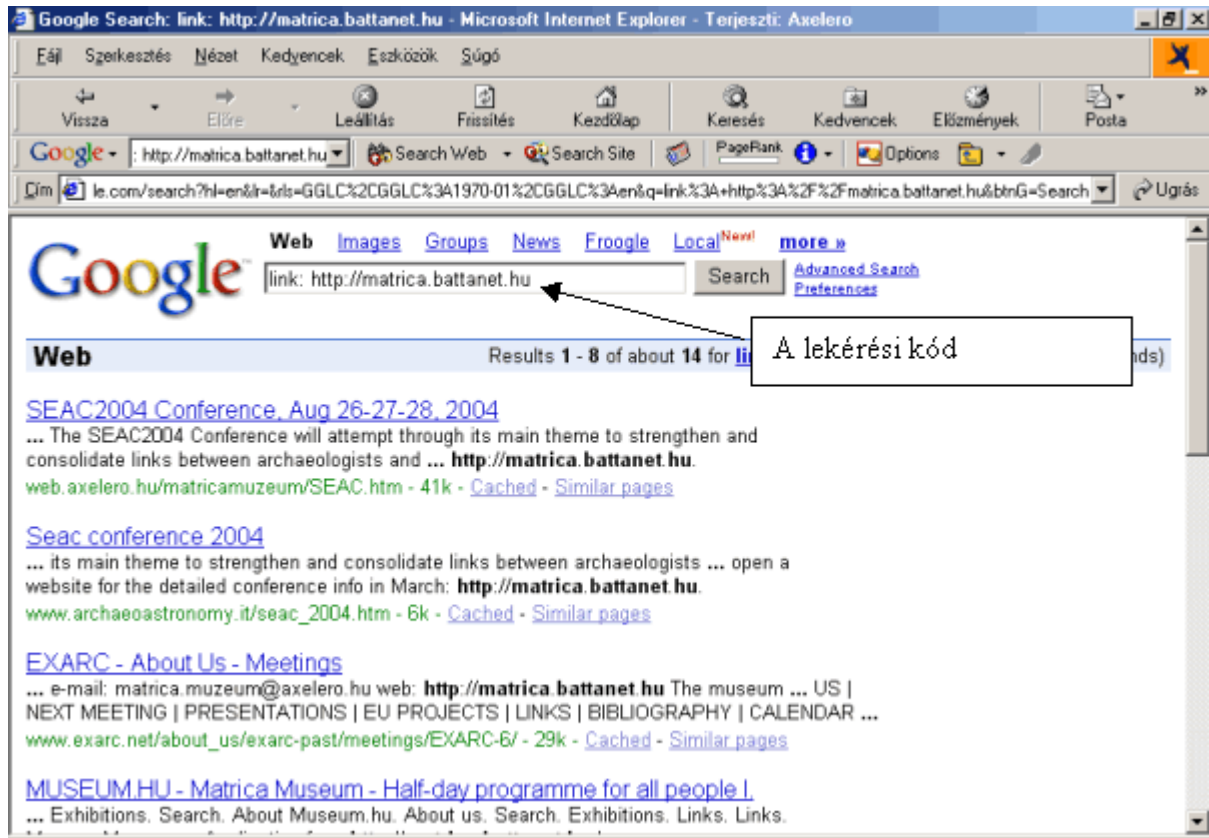 Google Search: link: http://matrica.battanet.hu - Microsoft Internet Explorer - Terjeszti: Axelero
Fájl Szerkesztés Nézet Kedvencek Eszközök Súgó
Vissza Előre Leállítás Frissítés Kezdőlap Keresés Kedvencek Előzmények Posta »
Google : http://matrica.battanet.hu Search Web Search Site PageRank Options
Cím le.com/search?hl=en&lr=&rls=GGLC%2CGGLC%3A1970-01%2CGGLC%3Aen&q=link%3A+http%3A%2F%2Fmatrica.battanet.hu&btnG=Search Ugrás
Web Images Groups News Froogle Local New! more »
Google™ link: http://matrica.battanet.hu Search Advanced Search
Preferences
A lekérési kód
Web Results 1 - 8 of about 14 for nds)
SEAC2004 Conference, Aug 26-27-28, 2004
... The SEAC2004 Conference will attempt through its main theme to strengthen and
consolidate links between archaeologists and ... http://matrica.battanet.hu.
web.axelero.hu/matricamuzeum/SEAC.htm - 41k - Cached - Similar pages
Seac conference 2004
... its main theme to strengthen and consolidate links between archaeologists ... open a
website for the detailed conference info in March: http://matrica.battanet.hu.
www.archaeoastronomy.it/seac_2004.htm - 6k - Cached - Similar pages
EXARC - About Us - Meetings
... e-mail: matrica.muzeum@axelero.hu web: http://matrica.battanet.hu The museum ... US |
NEXT MEETING | PRESENTATIONS | EU PROJECTS | LINKS | BIBLIOGRAPHY | CALENDAR ...
www.exarc.net/about_us/exarc-past/meetings/EXARC-6/ - 29k - Cached - Similar pages
MUSEUM.HU - Matrica Museum - Half-day programme for all people I.
... Exhibitions. Search. About Museum.hu. About us. Search. Exhibitions. Links. Links.